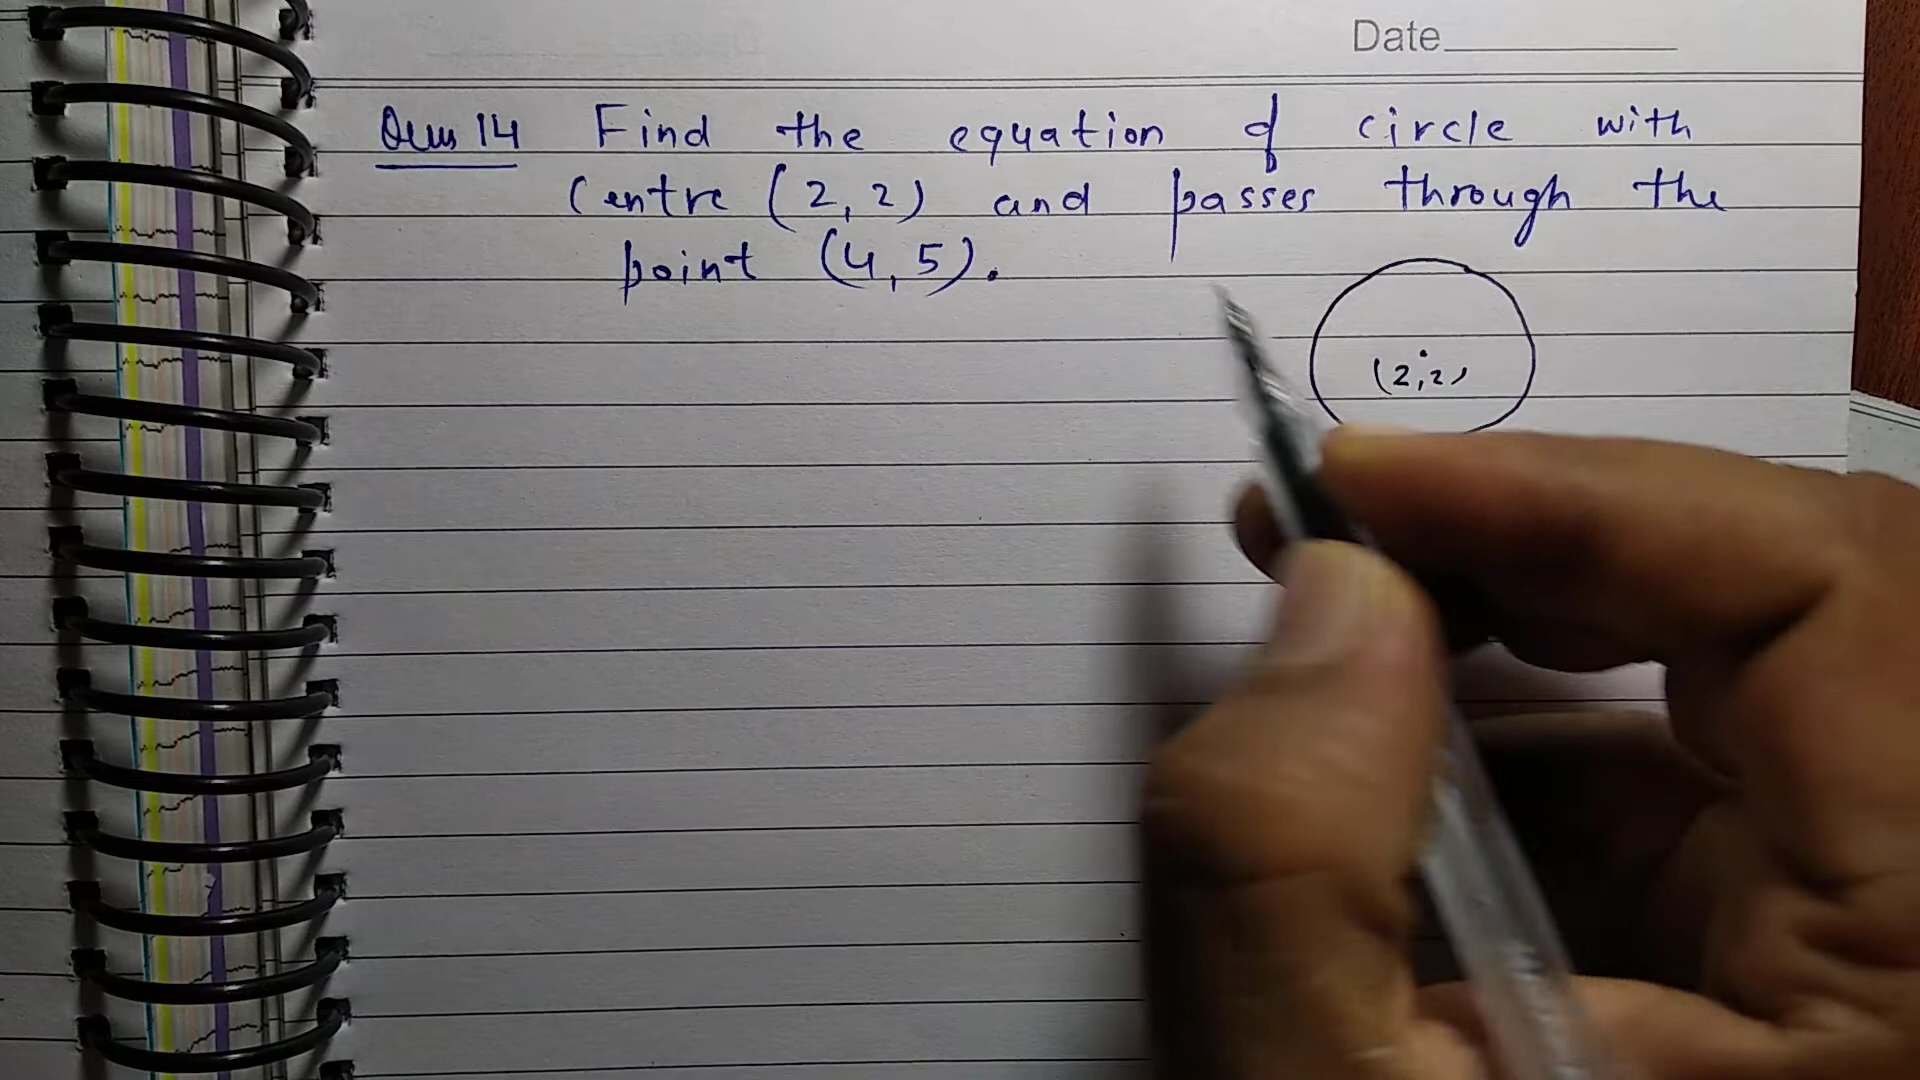 Date
Ques 14 Find the equation of circle with
Centre (2, 2) and passes through the
point (4, 5).
(2, 2)